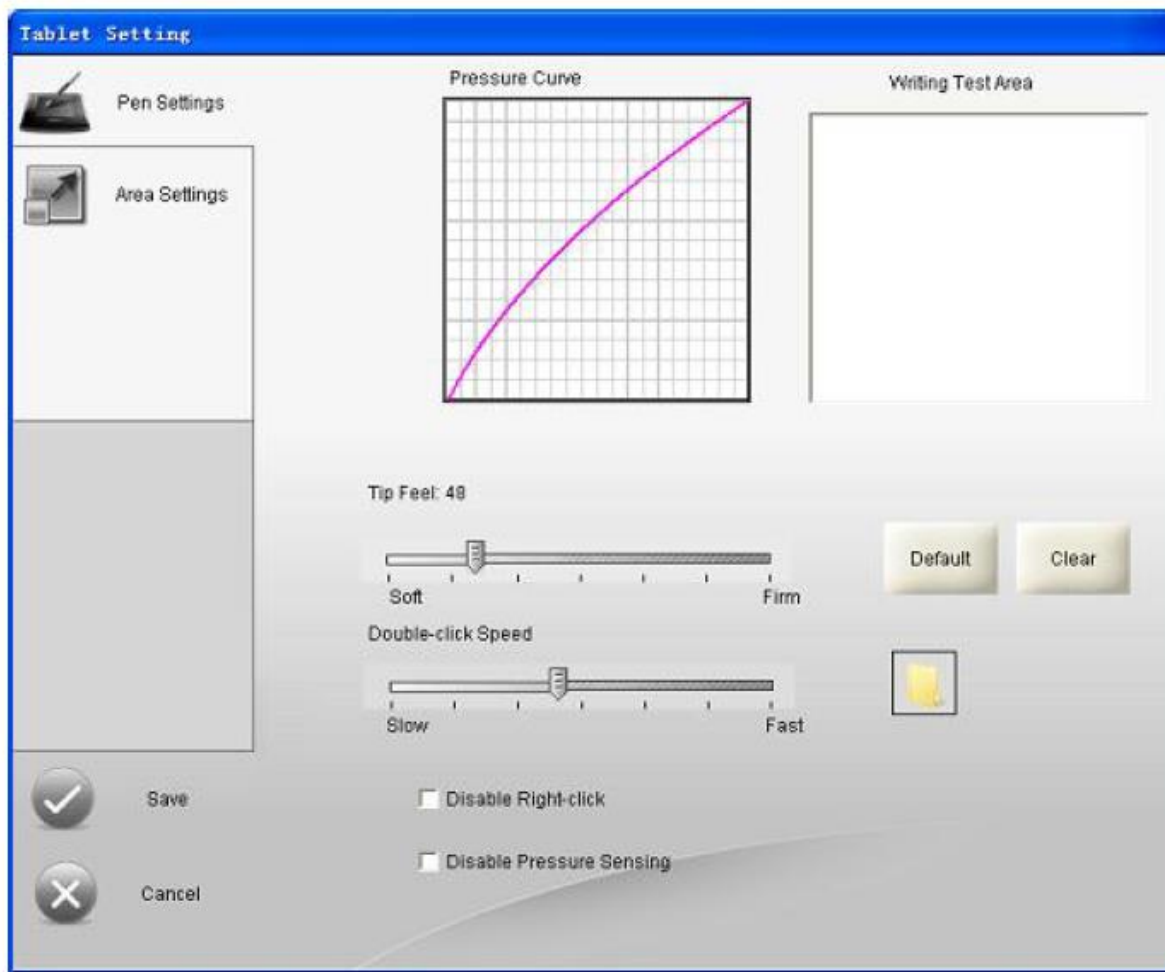 Tablet Setting
Pen Settings
Area Settings
Pressure Curve
Writing Test Area
Tip Feel: 48
Soft
Firm
Default
Clear
Double-click Speed
Slow
Fast
Save
Disable Right-click
Disable Pressure Sensing
Cancel